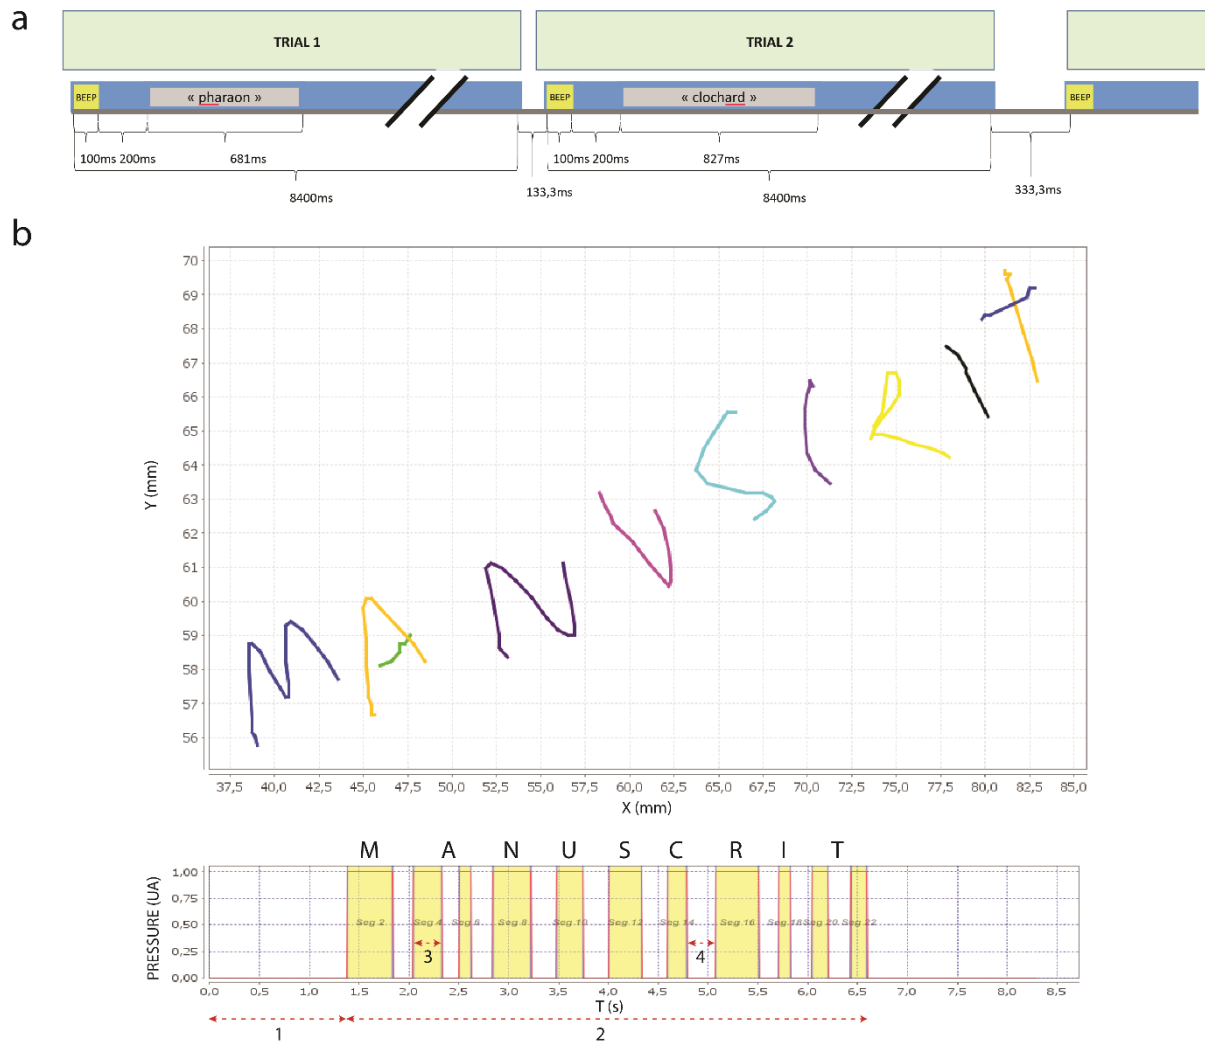 a
TRIAL 1 TRIAL 2
BEEP « pharaon » BEEP « clochard » BEEP
100ms 200ms 681ms 100ms 200ms 827ms
8400ms 133,3ms 8400ms 333,3ms
b
70
69
68
67
66
65
64
63
62
61
60
59
58
57
56
Y (mm)
37,5 40,0 42,5 45,0 47,5 50,0 52,5 55,0 57,5 60,0 62,5 65,0 67,5 70,0 72,5 75,0 77,5 80,0 82,5 85,0
X (mm)
MANUSCRIT
M A N U S C R I T
1,00
0,75
0,50
0,25
0,00
PRESSURE (UA)
Seg 2 Seg 4 Seg 6 Seg 8 Seg 10 Seg 12 Seg 14 Seg 16 Seg 18 Seg 20 Seg 22
3 4
0,0 0,5 1,0 1,5 2,0 2,5 3,0 3,5 4,0 4,5 5,0 5,5 6,0 6,5 7,0 7,5 8,0 8,5
T (s)
1 2